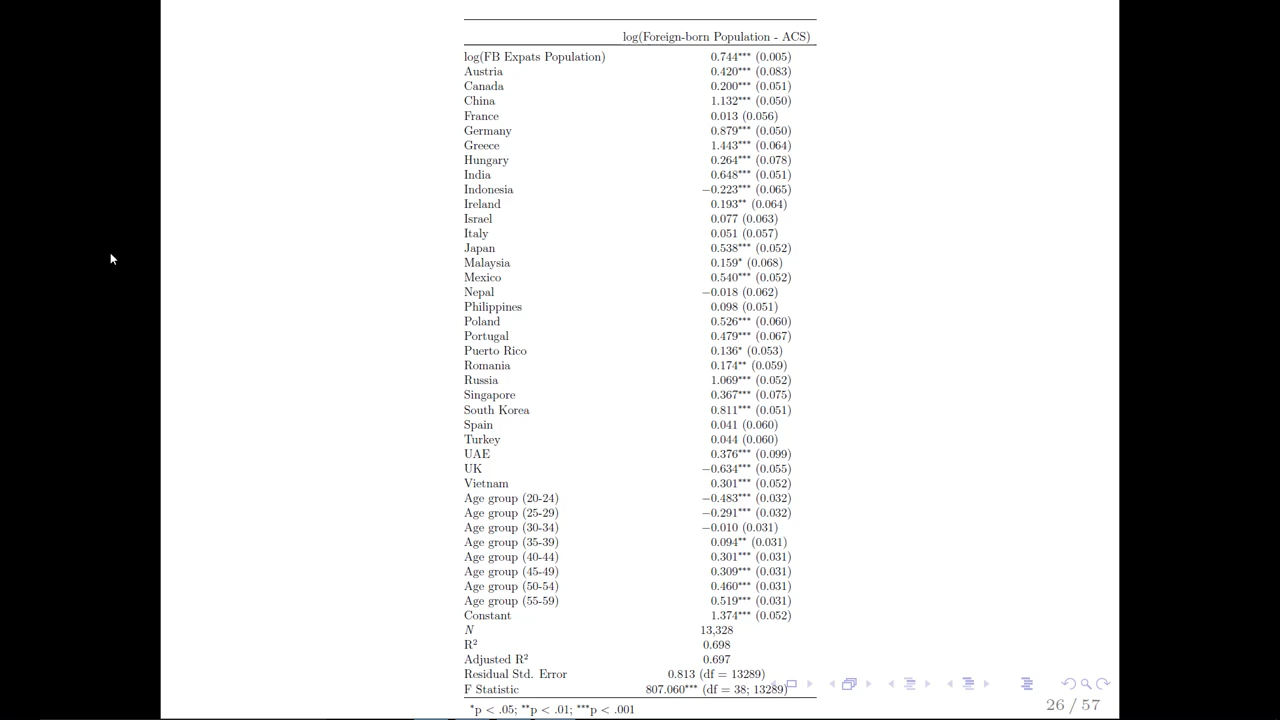 log(Foreign-born Population - ACS)
log(FB Expats Population) 0.744*** (0.005)
Austria 0.420*** (0.083)
Canada 0.200*** (0.051)
China 1.132*** (0.050)
France 0.013 (0.056)
Germany 0.879*** (0.050)
Greece 1.443*** (0.064)
Hungary 0.264*** (0.078)
India 0.648*** (0.051)
Indonesia −0.223*** (0.065)
Ireland 0.193** (0.064)
Israel 0.077 (0.063)
Italy 0.051 (0.057)
Japan 0.538*** (0.052)
Malaysia 0.159* (0.068)
Mexico 0.540*** (0.052)
Nepal −0.018 (0.062)
Philippines 0.098 (0.051)
Poland 0.526*** (0.060)
Portugal 0.479*** (0.067)
Puerto Rico 0.136* (0.053)
Romania 0.174** (0.059)
Russia 1.069*** (0.052)
Singapore 0.367*** (0.075)
South Korea 0.811*** (0.051)
Spain 0.041 (0.060)
Turkey 0.044 (0.060)
UAE 0.376*** (0.099)
UK −0.634*** (0.055)
Vietnam 0.301*** (0.052)
Age group (20-24) −0.483*** (0.032)
Age group (25-29) −0.291*** (0.032)
Age group (30-34) −0.010 (0.031)
Age group (35-39) 0.094** (0.031)
Age group (40-44) 0.301*** (0.031)
Age group (45-49) 0.309*** (0.031)
Age group (50-54) 0.460*** (0.031)
Age group (55-59) 0.519*** (0.031)
Constant 1.374*** (0.052)
N 13,328
R² 0.698
Adjusted R² 0.697
Residual Std. Error 0.813 (df = 13289)
F Statistic 807.060*** (df = 38; 13289)
*p < .05; **p < .01; ***p < .001
26 / 57